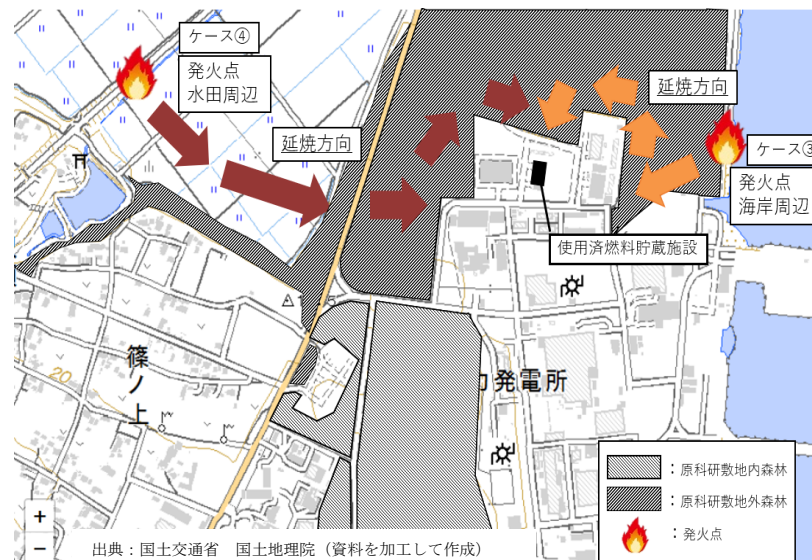 ケース④
発火点
水田周辺
延焼方向
延焼方向
ケース③
発火点
海岸周辺
使用済燃料貯蔵施設
篠ノ上
20
発電所
：原科研敷地内森林
：原科研敷地外森林
：発火点
+
−
出典：国土交通省　国土地理院（資料を加工して作成）